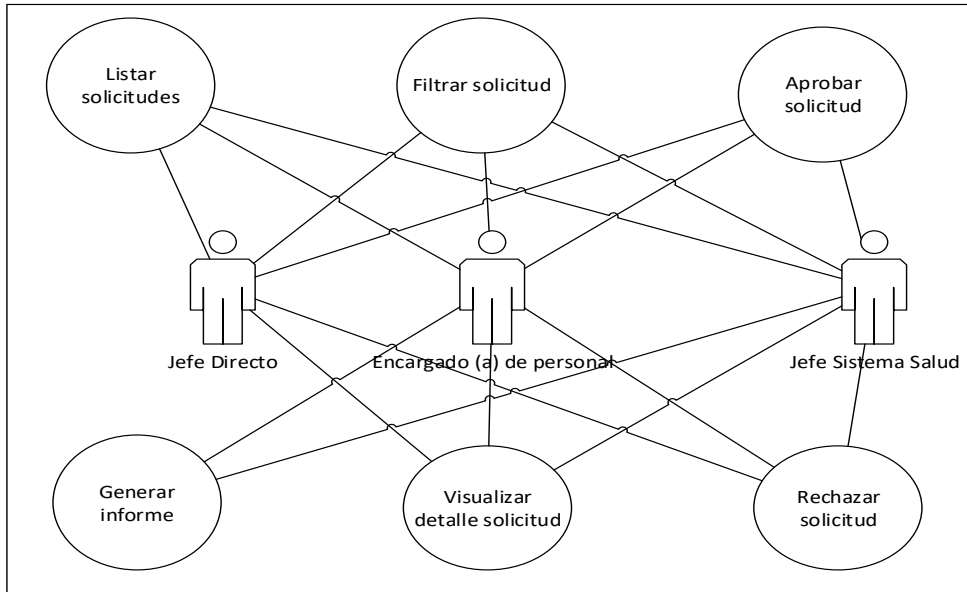 Listar
solicitudes
Filtrar solicitud
Aprobar
solicitud
Jefe Directo
Encargado (a) de personal
Jefe Sistema Salud
Generar
informe
Visualizar
detalle solicitud
Rechazar
solicitud